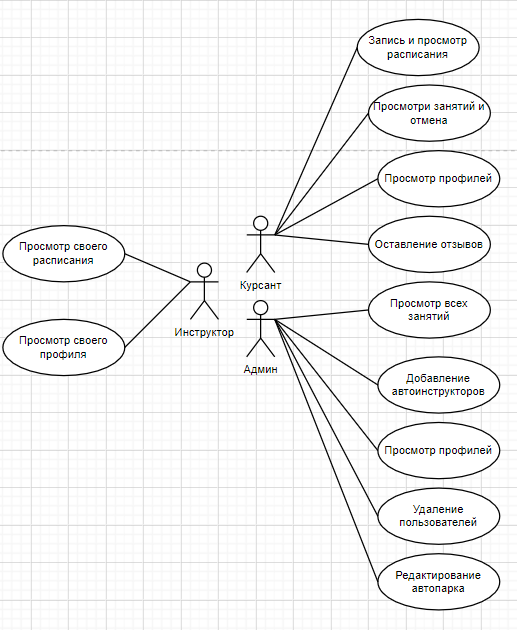 Запись и просмотр
расписания
Просмотри занятий и
отмена
Просмотр профилей
Оставление отзывов
Курсант
Просмотр своего
расписания
Просмотр своего
профиля
Инструктор
Админ
Просмотр всех
занятий
Добавление
автоинструкторов
Просмотр профилей
Удаление
пользователей
Редактирование
автопарка